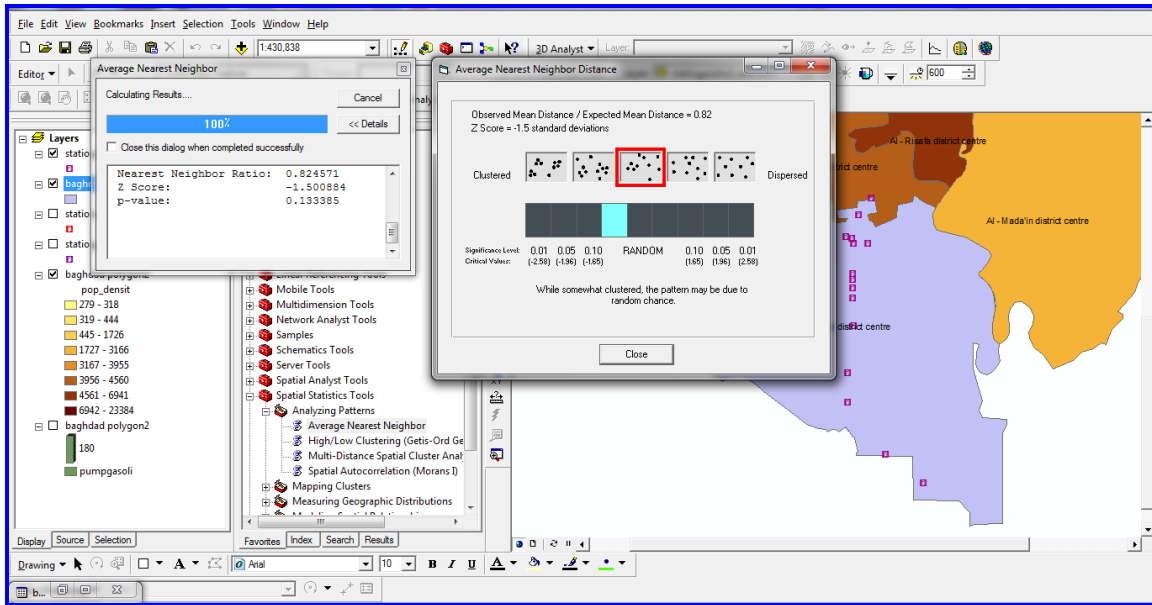 File Edit View Bookmarks Insert Selection Tools Window Help
1:430,838
3D Analyst
Layer:
Editor
600
Average Nearest Neighbor
Calculating Results....
Cancel
100%
<< Details
Close this dialog when completed successfully
Nearest Neighbor Ratio: 0.824571
Z Score: -1.500884
p-value: 0.133385
Average Nearest Neighbor Distance
Observed Mean Distance / Expected Mean Distance = 0.82
Z Score = -1.5 standard deviations
Clustered
Dispersed
Significance Level: 0.01 0.05 0.10 RANDOM 0.10 0.05 0.01
Critical Values: (-2.58) (-1.96) (-1.65) (1.65) (1.96) (2.58)
While somewhat clustered, the pattern may be due to
random chance.
Close
Layers
statio
baghd
statio
statio
baghdad polygon2
pop_densit
279 - 318
319 - 444
445 - 1726
1727 - 3166
3167 - 3955
3956 - 4560
4561 - 6941
6942 - 23384
baghdad polygon2
180
pumpgasoli
Display Source Selection
Linear Referencing Tools
Mobile Tools
Multidimension Tools
Network Analyst Tools
Samples
Schematics Tools
Server Tools
Spatial Analyst Tools
Spatial Statistics Tools
Analyzing Patterns
Average Nearest Neighbor
High/Low Clustering (Getis-Ord Ge
Multi-Distance Spatial Cluster Anal
Spatial Autocorrelation (Morans I)
Mapping Clusters
Measuring Geographic Distributions
Favorites Index Search Results
Al - Risafa district centre
trict centre
Al - Mada'in district centre
district centre
Drawing
A
Arial
10
B I U A
b...